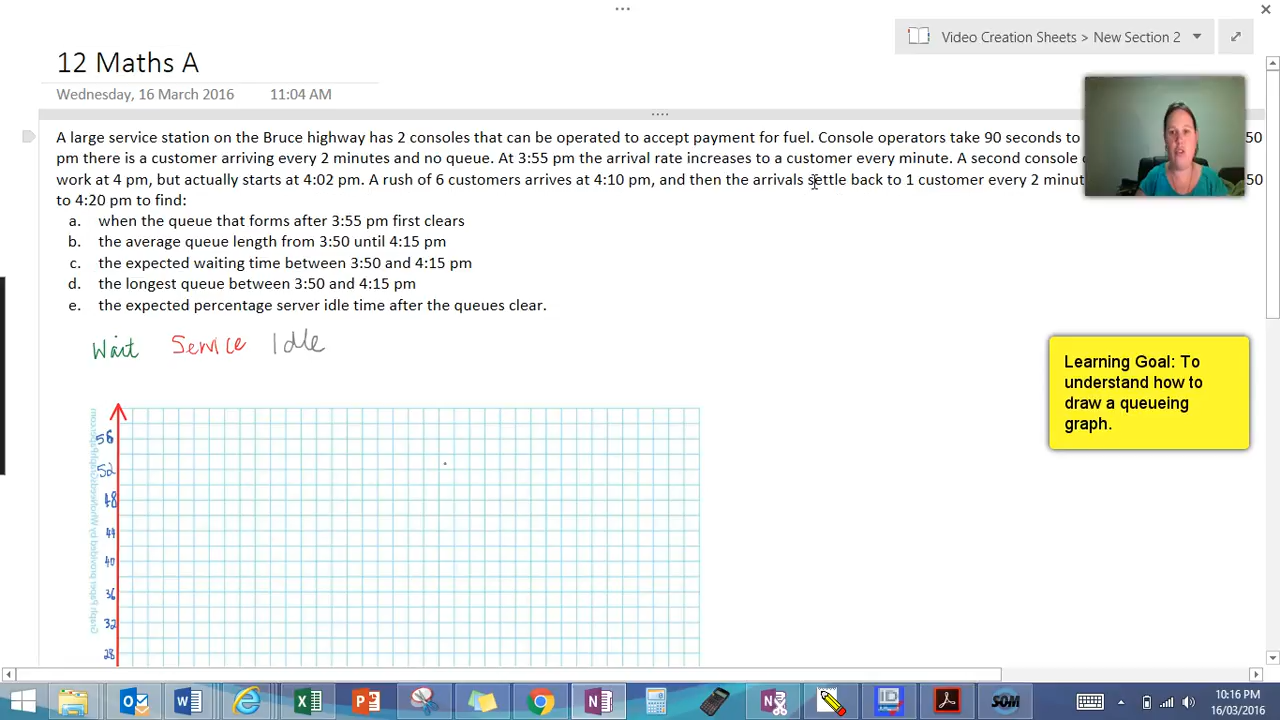 Video Creation Sheets > New Section 2
12 Maths A
Wednesday, 16 March 2016 11:04 AM
A large service station on the Bruce highway has 2 consoles that can be operated to accept payment for fuel. Console operators take 90 seconds to 50
pm there is a customer arriving every 2 minutes and no queue. At 3:55 pm the arrival rate increases to a customer every minute. A second console
work at 4 pm, but actually starts at 4:02 pm. A rush of 6 customers arrives at 4:10 pm, and then the arrivals settle back to 1 customer every 2 minut 50
to 4:20 pm to find:
a. when the queue that forms after 3:55 pm first clears
b. the average queue length from 3:50 until 4:15 pm
c. the expected waiting time between 3:50 and 4:15 pm
d. the longest queue between 3:50 and 4:15 pm
e. the expected percentage server idle time after the queues clear.
Wait Service Idle
Learning Goal: To
understand how to
draw a queueing
graph.
56
52
48
44
40
36
32
28
10:16 PM
16/03/2016